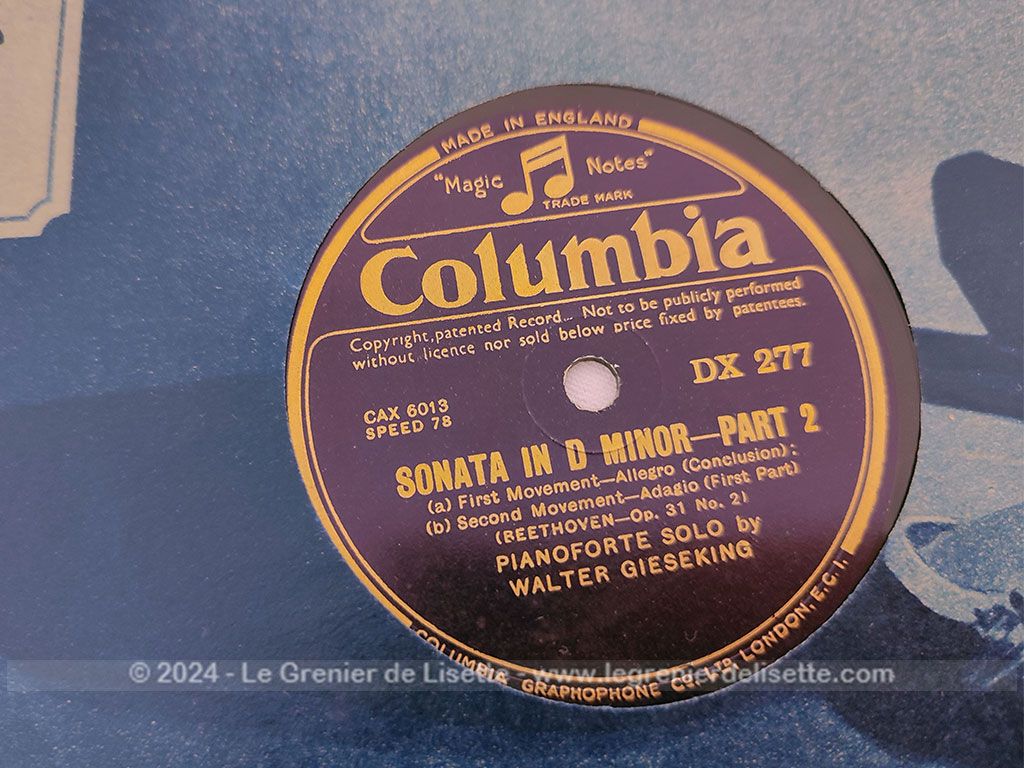 MADE IN ENGLAND
"Magic Notes"
TRADE MARK
Columbia
Copyright, patented Record... Not to be publicly performed
without licence nor sold below price fixed by patentees.
DX 277
CAX 6013
SPEED 78
SONATA IN D MINOR—PART 2
(a) First Movement—Allegro (Conclusion):
(b) Second Movement—Adagio (First Part)
(BEETHOVEN—Op. 31 No. 2)
PIANOFORTE SOLO by
WALTER GIESEKING
COLUMBIA GRAPHOPHONE CO. LTD. LONDON, E.C.1.
© 2024 - Le Grenier de Lisette - www.legrenierdelisette.com